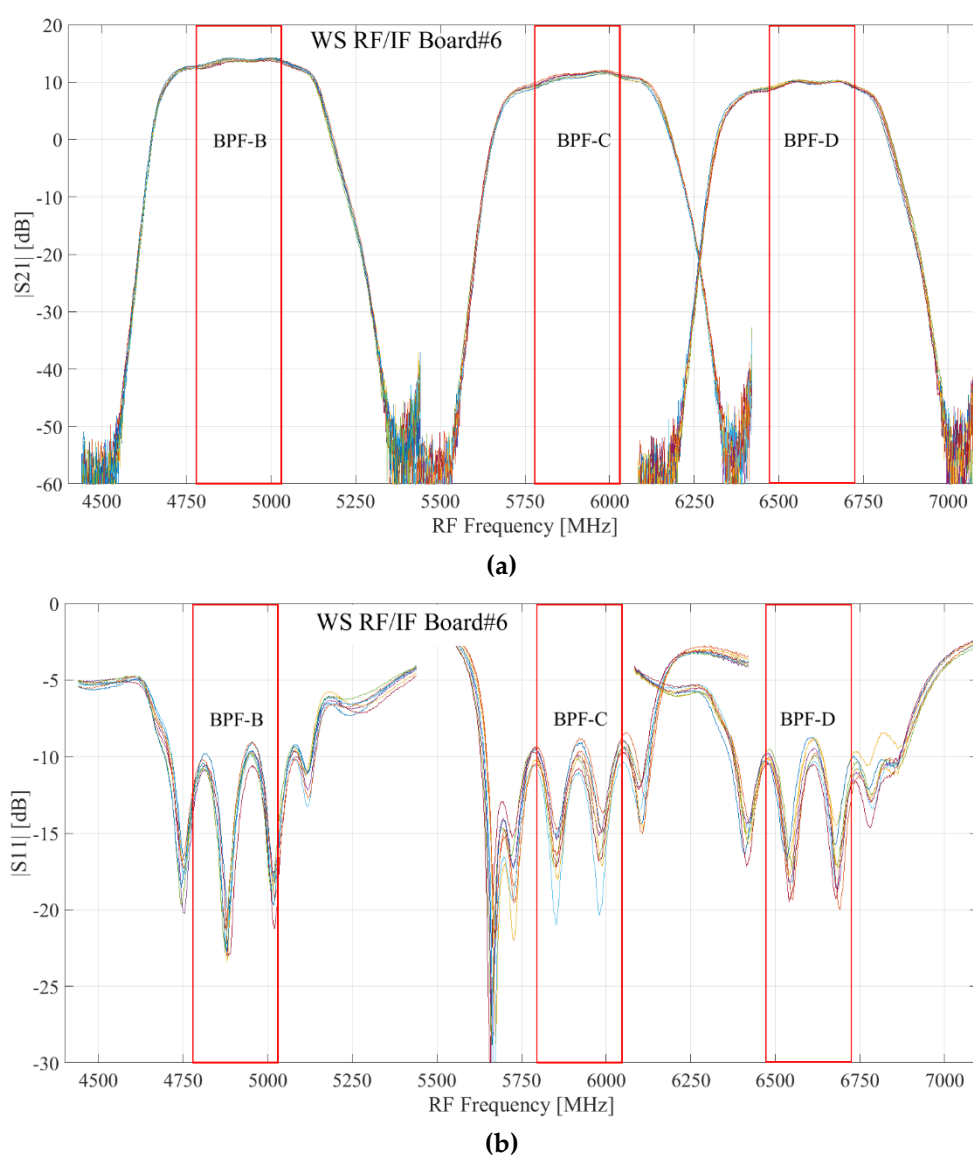 WS RF/IF Board#6
20
10
0
-10
-20
-30
-40
-50
-60
|S21| [dB]
BPF-B
BPF-C
BPF-D
4500 4750 5000 5250 5500 5750 6000 6250 6500 6750 7000
RF Frequency [MHz]
(a)
WS RF/IF Board#6
0
-5
-10
-15
-20
-25
-30
|S11| [dB]
BPF-B
BPF-C
BPF-D
4500 4750 5000 5250 5500 5750 6000 6250 6500 6750 7000
RF Frequency [MHz]
(b)